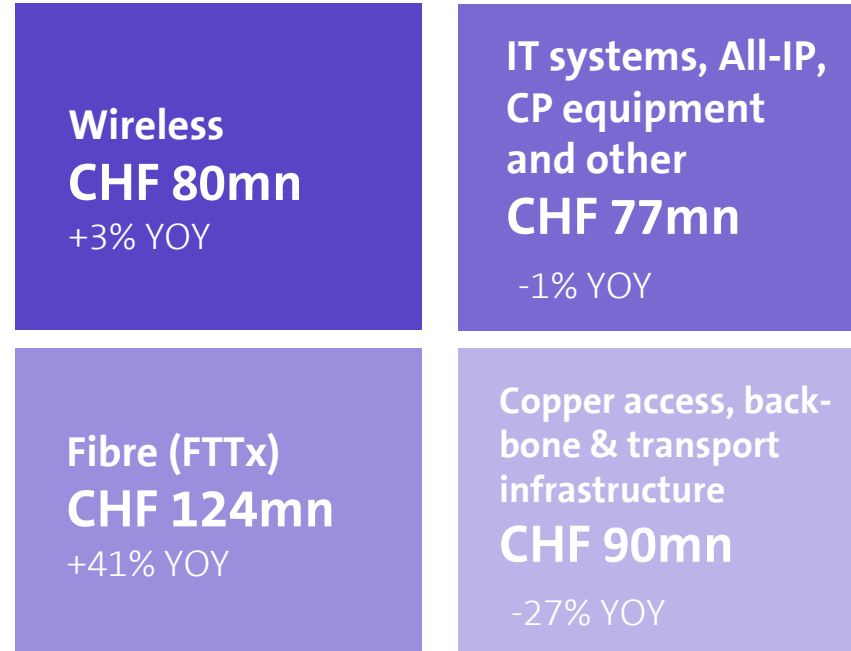 Wireless
CHF 80mn
+3% YOY
IT systems, All-IP,
CP equipment
and other
CHF 77mn
-1% YOY
Fibre (FTTx)
CHF 124mn
+41% YOY
Copper access, back-
bone & transport
infrastructure
CHF 90mn
-27% YOY